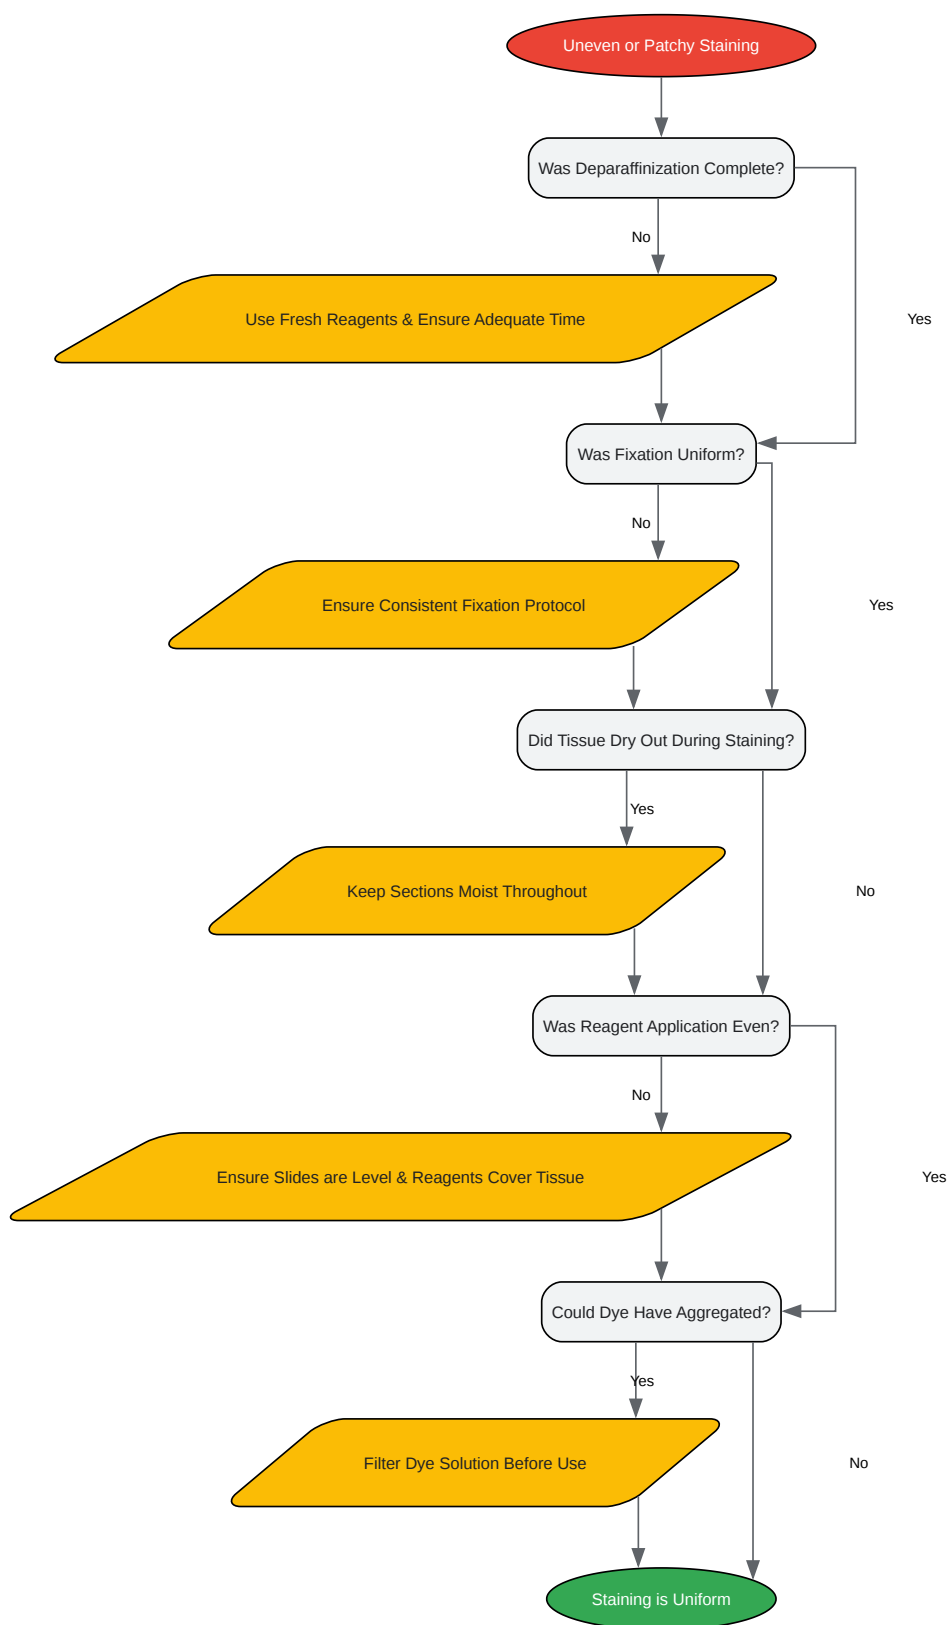 Uneven or Patchy Staining
Was Deparaffinization Complete?
No
Use Fresh Reagents & Ensure Adequate Time
Yes
Was Fixation Uniform?
No
Ensure Consistent Fixation Protocol
Yes
Did Tissue Dry Out During Staining?
Yes
Keep Sections Moist Throughout
No
Was Reagent Application Even?
No
Ensure Slides are Level & Reagents Cover Tissue
Yes
Could Dye Have Aggregated?
Yes
Filter Dye Solution Before Use
No
Staining is Uniform